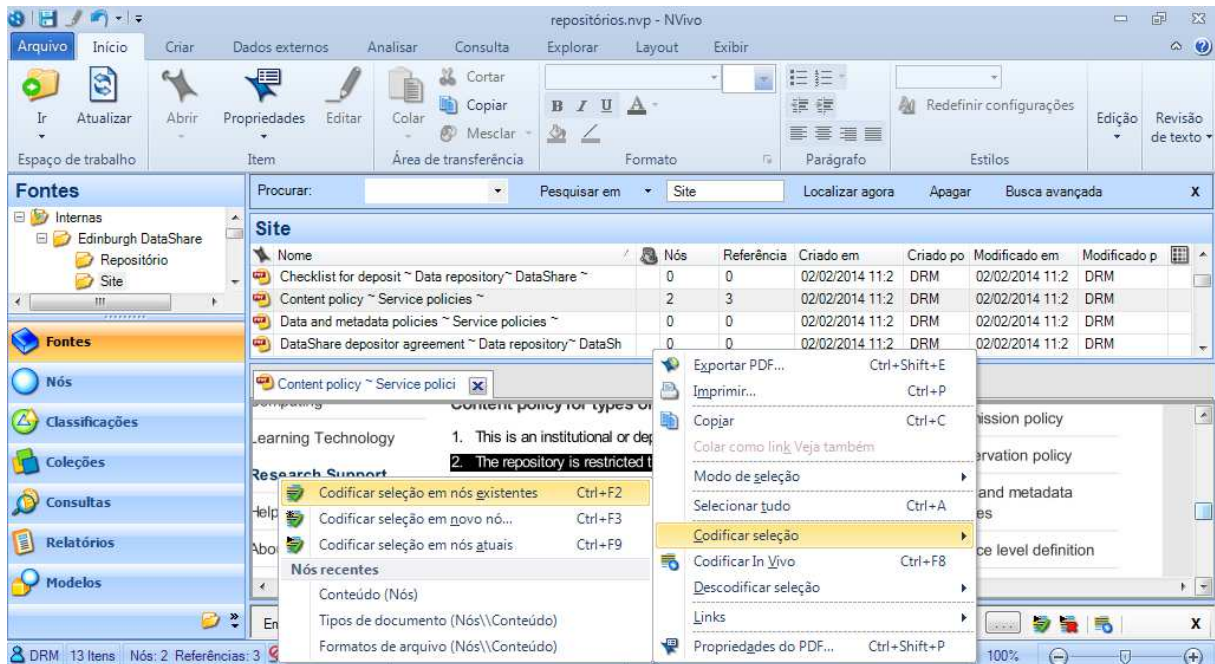 repositórios.nvp - NVivo
Arquivo Início Criar Dados externos Analisar Consulta Explorar Layout Exibir
Ir Atualizar Abrir Propriedades Editar Colar Cortar Copiar Mesclar
B I U A
Redefinir configurações
Edição Revisão de texto
Espaço de trabalho Item Área de transferência Formato Parágrafo Estilos
Fontes
Internas
Edinburgh DataShare
Repositório
Site
Procurar: Pesquisar em Site Localizar agora Apagar Busca avançada X
Site
Nome Nós Referência Criado em Criado po Modificado em Modificado p
Checklist for deposit ~ Data repository~ DataShare ~ 0 0 02/02/2014 11:2 DRM 02/02/2014 11:2 DRM
Content policy ~ Service policies ~ 2 3 02/02/2014 11:2 DRM 02/02/2014 11:2 DRM
Data and metadata policies ~ Service policies ~ 0 0 02/02/2014 11:2 DRM 02/02/2014 11:2 DRM
DataShare depositor agreement ~ Data repository~ DataSh 0 0 02/02/2014 11:2 DRM 02/02/2014 11:2 DRM
Fontes
Nós
Classificações
Coleções
Consultas
Relatórios
Modelos
Content policy ~ Service polici
Content policy for types of
Learning Technology
1. This is an institutional or dep
Research Support
2. The repository is restricted t
Help
Abo
ission policy
ervation policy
and metadata
es
ce level definition
Exportar PDF... Ctrl+Shift+E
Imprimir... Ctrl+P
Copiar Ctrl+C
Colar como link Veja também
Modo de seleção
Selecionar tudo Ctrl+A
Codificar seleção
Codificar In Vivo Ctrl+F8
Descodificar seleção
Links
Propriedades do PDF... Ctrl+Shift+P
Codificar seleção em nós existentes Ctrl+F2
Codificar seleção em novo nó... Ctrl+F3
Codificar seleção em nós atuais Ctrl+F9
Nós recentes
Conteúdo (Nós)
Tipos de documento (Nós\\Conteúdo)
Formatos de arquivo (Nós\\Conteúdo)
En
... X
DRM 13 Itens Nós: 2 Referências: 3
100%